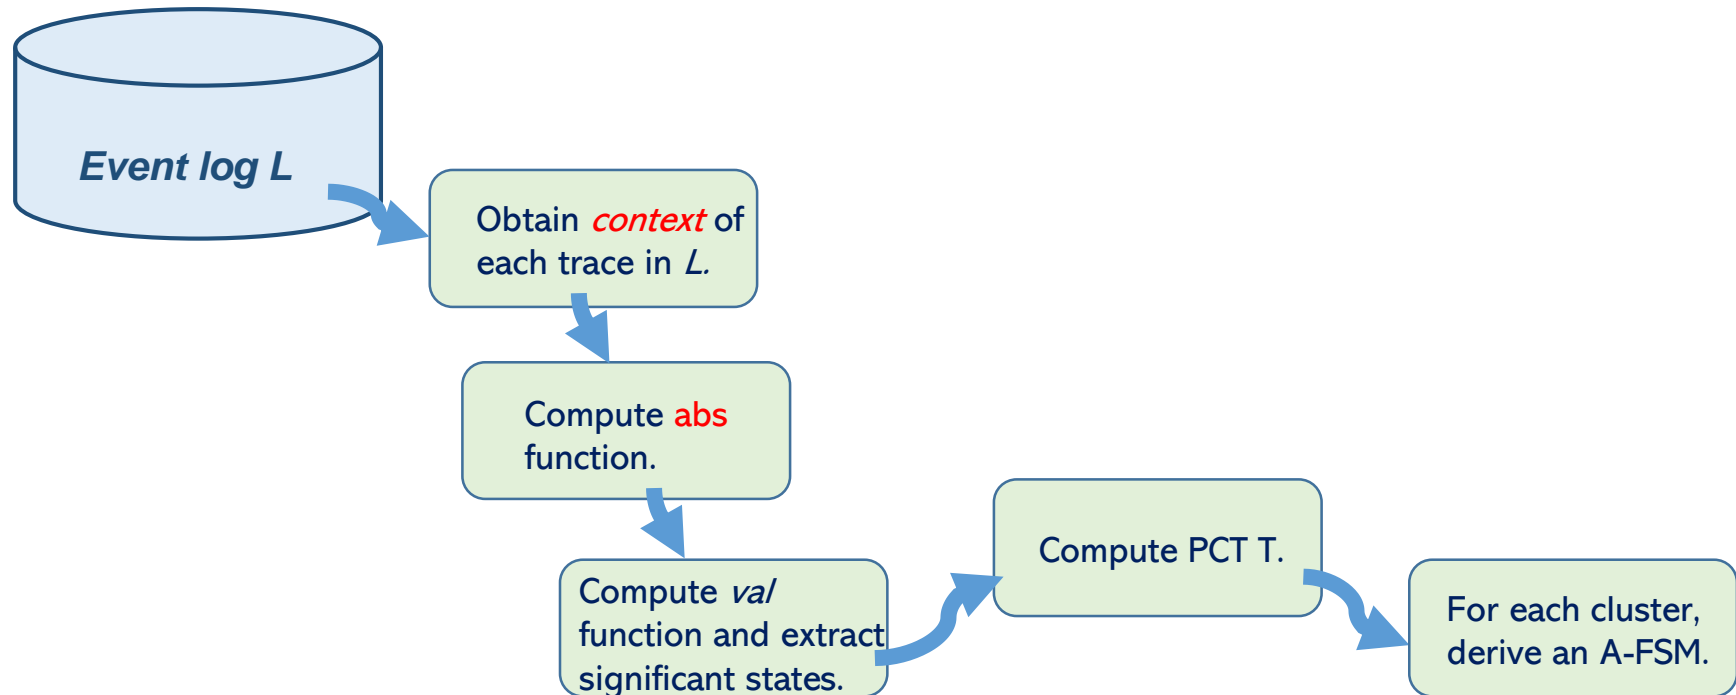 Event log L
Obtain context of
each trace in L.
Compute abs
function.
Compute val
function and extract
significant states.
Compute PCT T.
For each cluster,
derive an A-FSM.